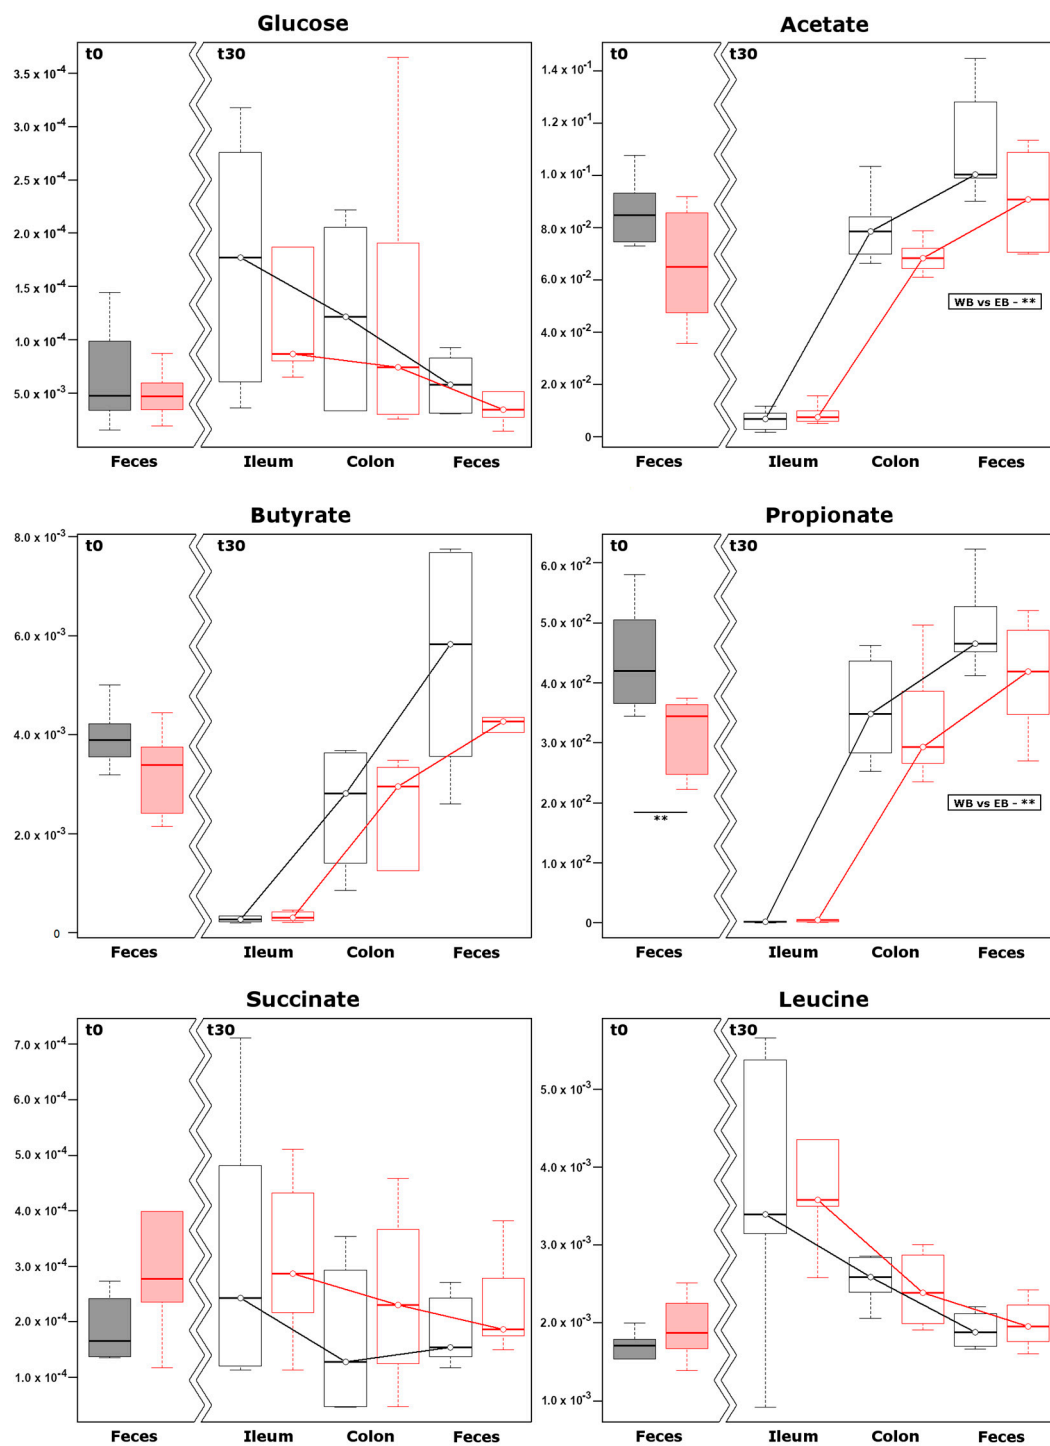 Glucose
t0
t30
3.5 x 10⁻⁴
3.0 x 10⁻⁴
2.5 x 10⁻⁴
2.0 x 10⁻⁴
1.5 x 10⁻⁴
1.0 x 10⁻⁴
5.0 x 10⁻³
Feces
Ileum
Colon
Feces
Acetate
t0
t30
1.4 x 10⁻¹
1.2 x 10⁻¹
1.0 x 10⁻¹
8.0 x 10⁻²
6.0 x 10⁻²
4.0 x 10⁻²
2.0 x 10⁻²
0
WB vs EB - **
Feces
Ileum
Colon
Feces
Butyrate
t0
t30
8.0 x 10⁻³
6.0 x 10⁻³
4.0 x 10⁻³
2.0 x 10⁻³
0
Feces
Ileum
Colon
Feces
Propionate
t0
t30
6.0 x 10⁻²
5.0 x 10⁻²
4.0 x 10⁻²
3.0 x 10⁻²
2.0 x 10⁻²
1.0 x 10⁻²
0
**
WB vs EB - **
Feces
Ileum
Colon
Feces
Succinate
t0
t30
7.0 x 10⁻⁴
6.0 x 10⁻⁴
5.0 x 10⁻⁴
4.0 x 10⁻⁴
3.0 x 10⁻⁴
2.0 x 10⁻⁴
1.0 x 10⁻⁴
Feces
Ileum
Colon
Feces
Leucine
t0
t30
5.0 x 10⁻³
4.0 x 10⁻³
3.0 x 10⁻³
2.0 x 10⁻³
1.0 x 10⁻³
Feces
Ileum
Colon
Feces